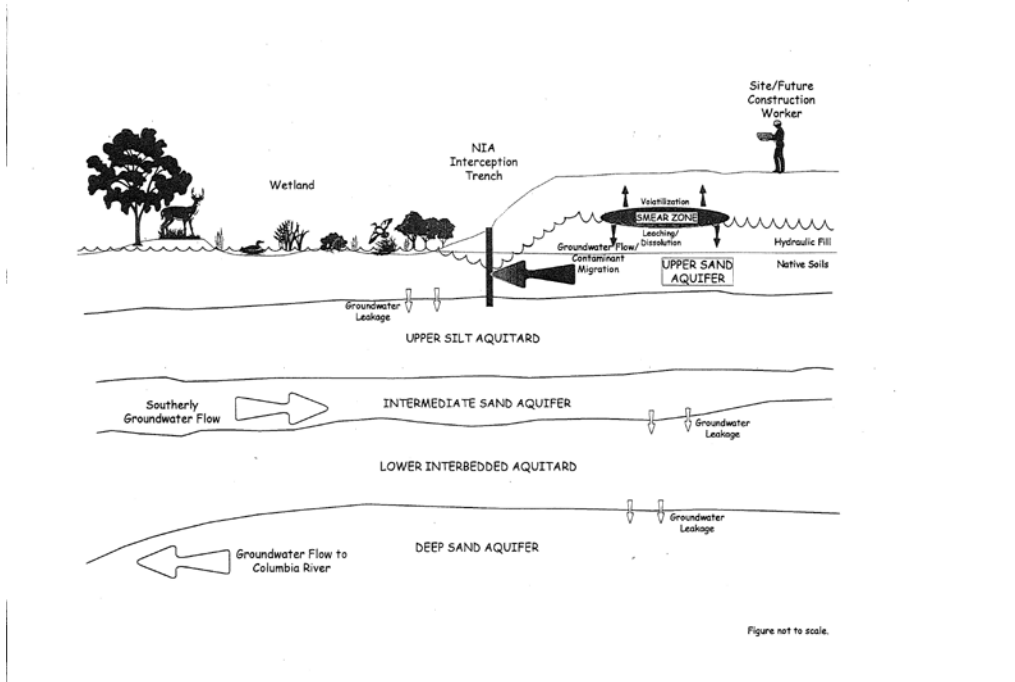 Site/Future
Construction
Worker
NIA
Interception
Trench
Wetland
Volatilization
SMEAR ZONE
Leaching/
Dissolution
Hydraulic Fill
Groundwater Flow/
Contaminant
Migration
UPPER SAND
AQUIFER
Native Soils
Groundwater
Leakage
UPPER SILT AQUITARD
Southerly
Groundwater Flow
INTERMEDIATE SAND AQUIFER
Groundwater
Leakage
LOWER INTERBEDDED AQUITARD
Groundwater
Leakage
DEEP SAND AQUIFER
Groundwater Flow to
Columbia River
Figure not to scale.